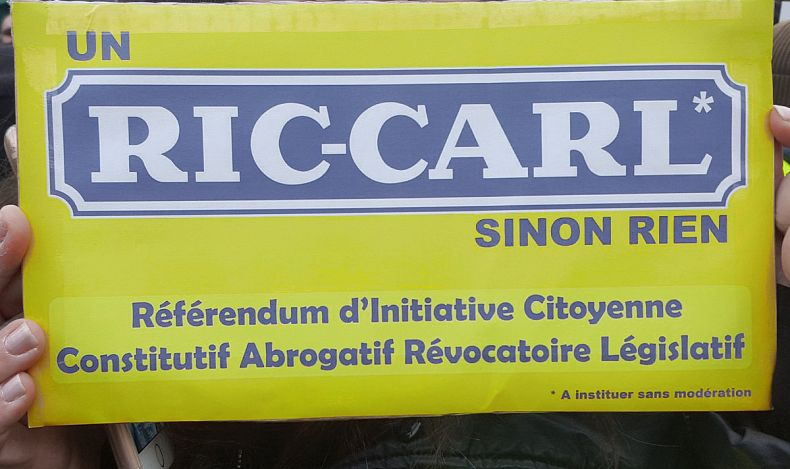 UN
RIC-CARL*
SINON RIEN
Référendum d'Initiative Citoyenne
Constitutif Abrogatif Révocatoire Législatif
* A instituer sans modération